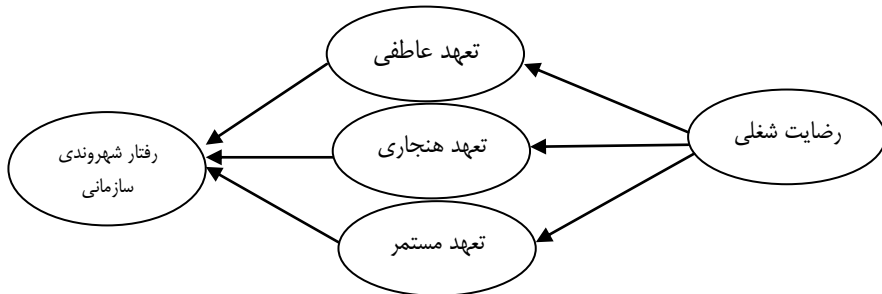 رضایت شغلی
تعهد عاطفی
تعهد هنجاری
تعهد مستمر
رفتار شهروندی
سازمانی